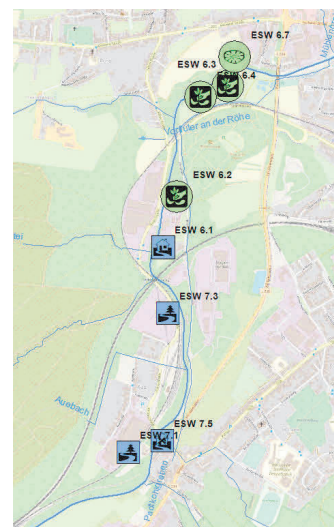 ESW 6.7
ESW 6.3
ESW 6.4
Vorfluter an der Röhe
ESW 6.2
ESW 6.1
ESW 7.3
Auebach
ESW 7.5
ESW 7.1